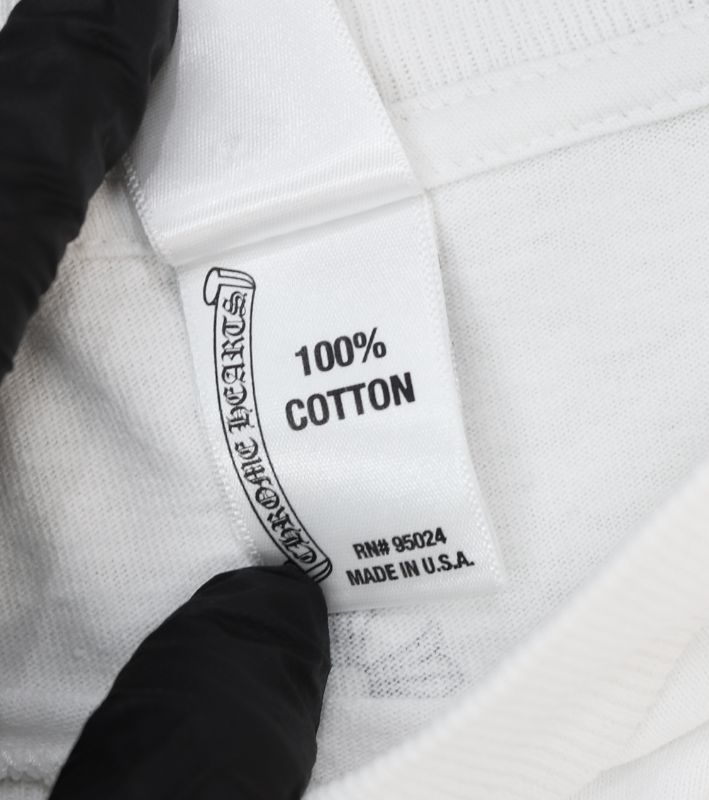 CHROME HEARTS
100%
COTTON
RN# 95024
MADE IN U.S.A.